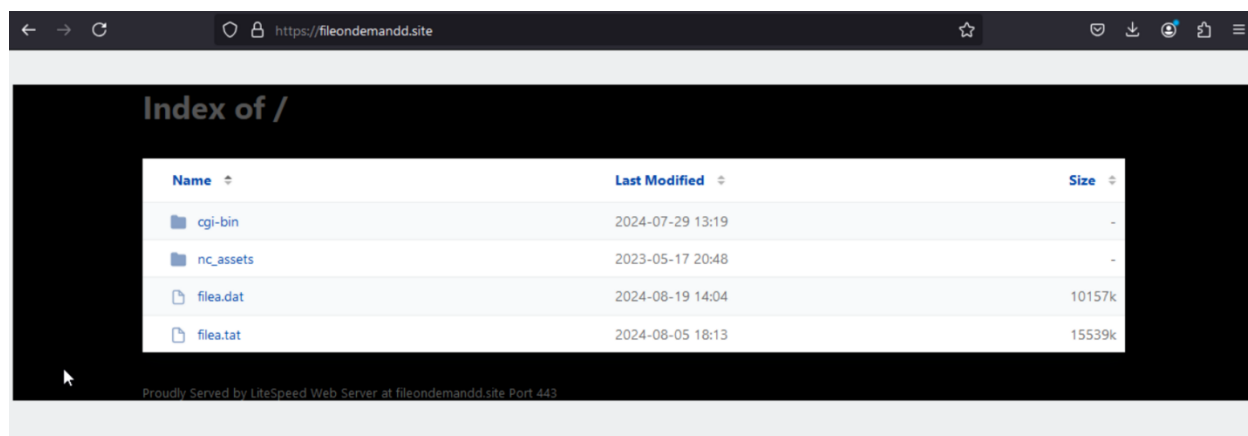 https://fileondemandd.site
Index of /
Name Last Modified Size
cgi-bin 2024-07-29 13:19 -
nc_assets 2023-05-17 20:48 -
filea.dat 2024-08-19 14:04 10157k
filea.tat 2024-08-05 18:13 15539k
Proudly Served by LiteSpeed Web Server at fileondemandd.site Port 443